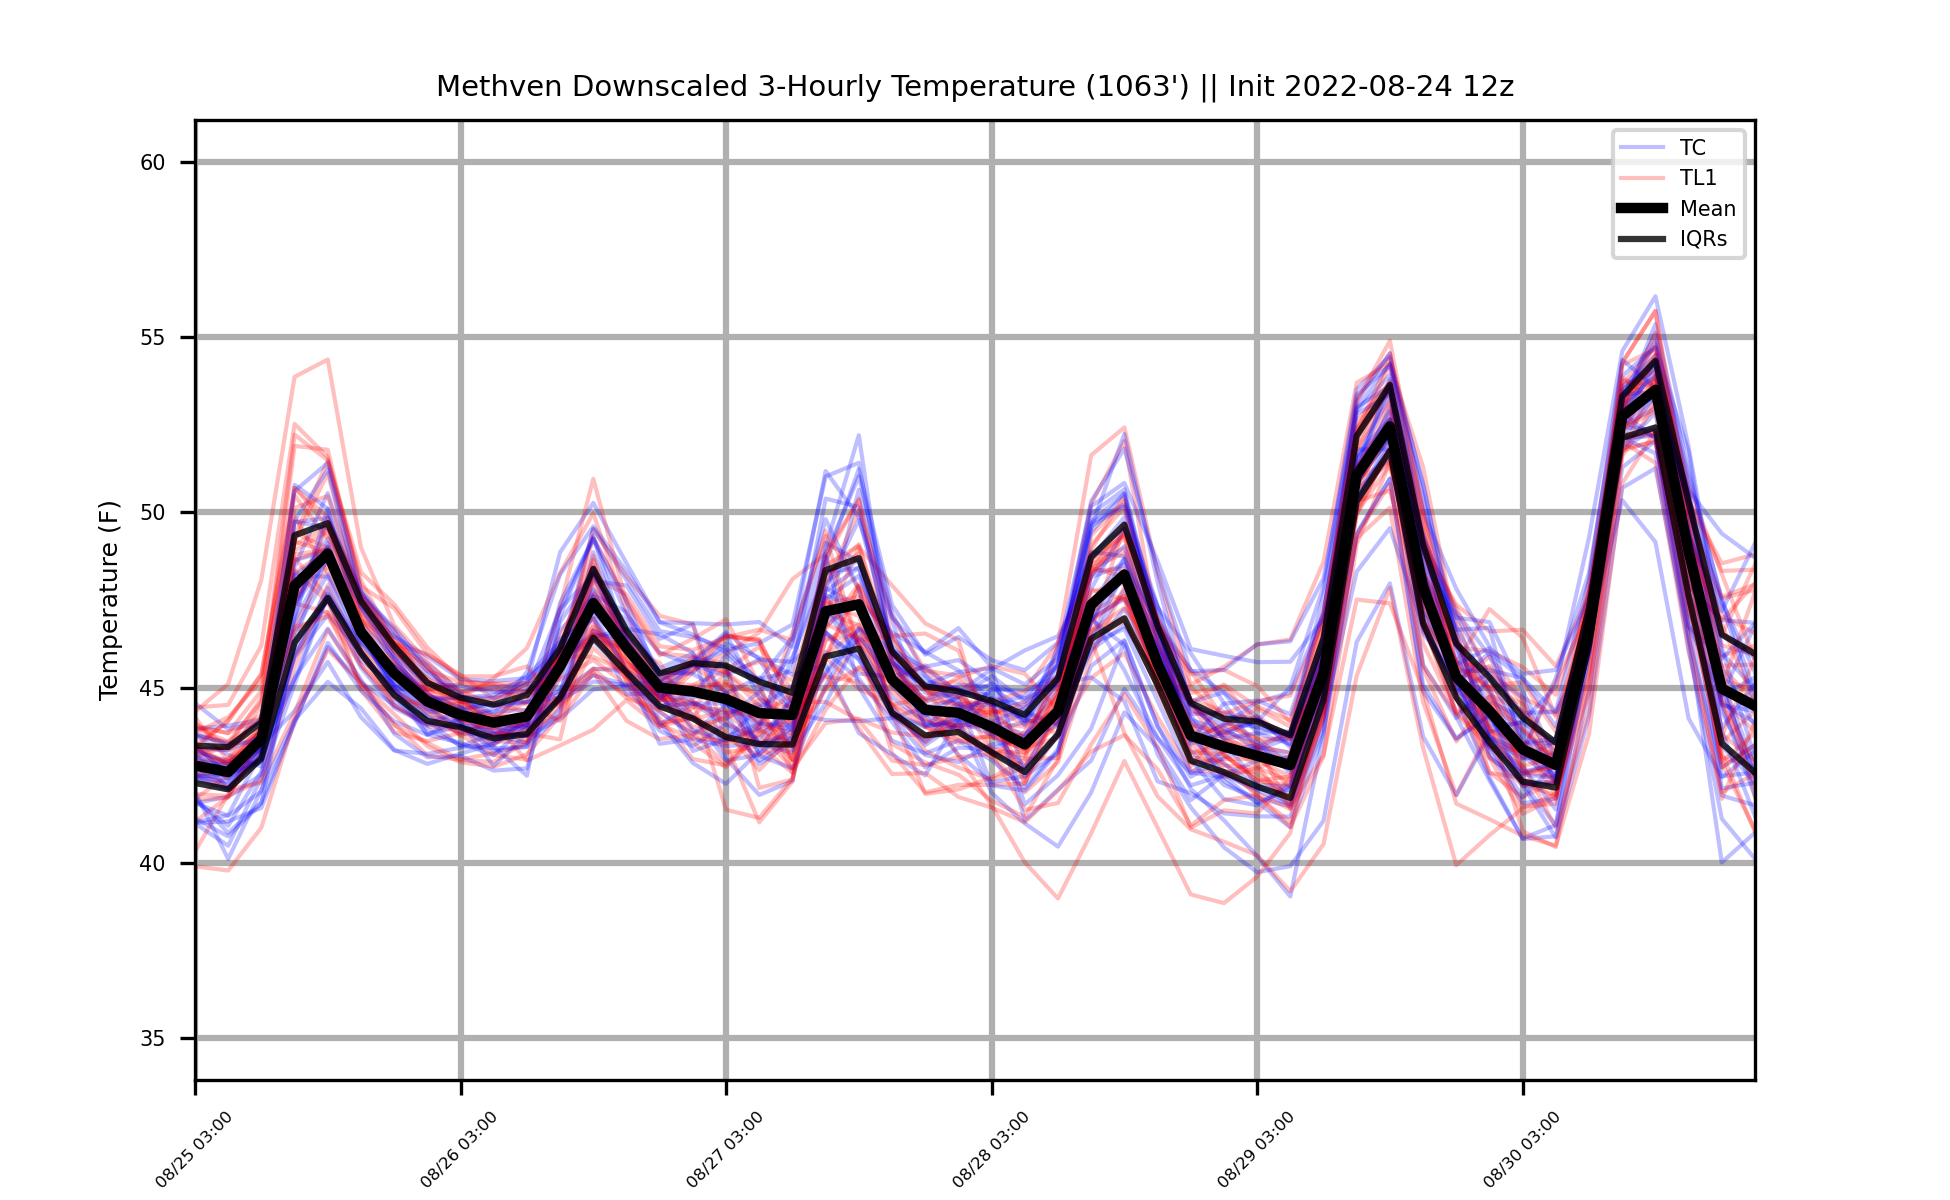 Methven Downscaled 3-Hourly Temperature (1063') || Init 2022-08-24 12z
TC
TL1
Mean
IQRs
Temperature (F)
60
55
50
45
40
35
08/25 03:00
08/26 03:00
08/27 03:00
08/28 03:00
08/29 03:00
08/30 03:00